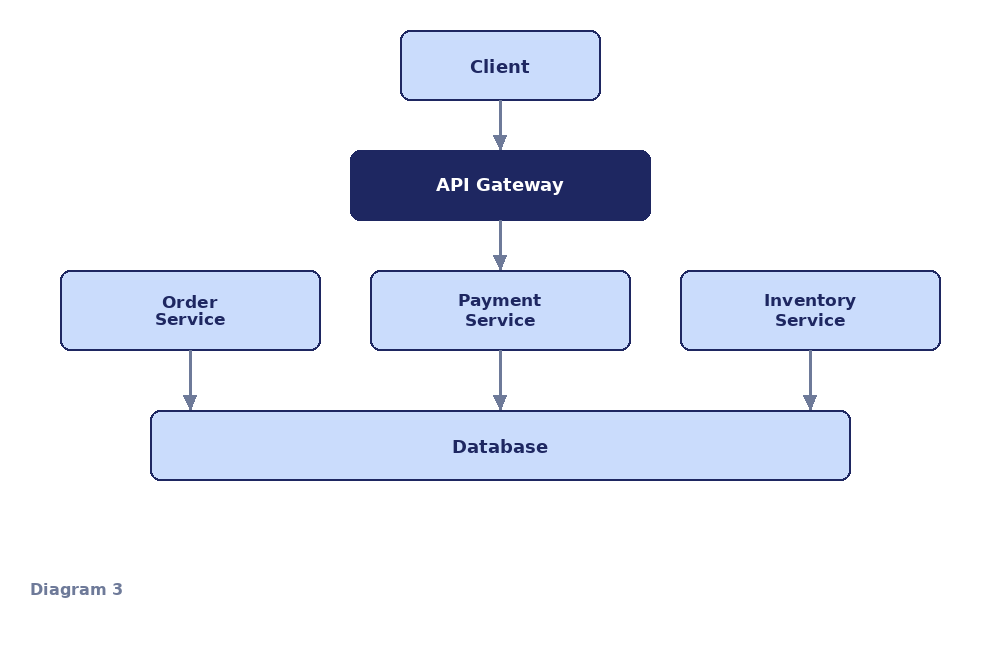 Client
API Gateway
Order
Service
Payment
Service
Inventory
Service
Database
Diagram 3